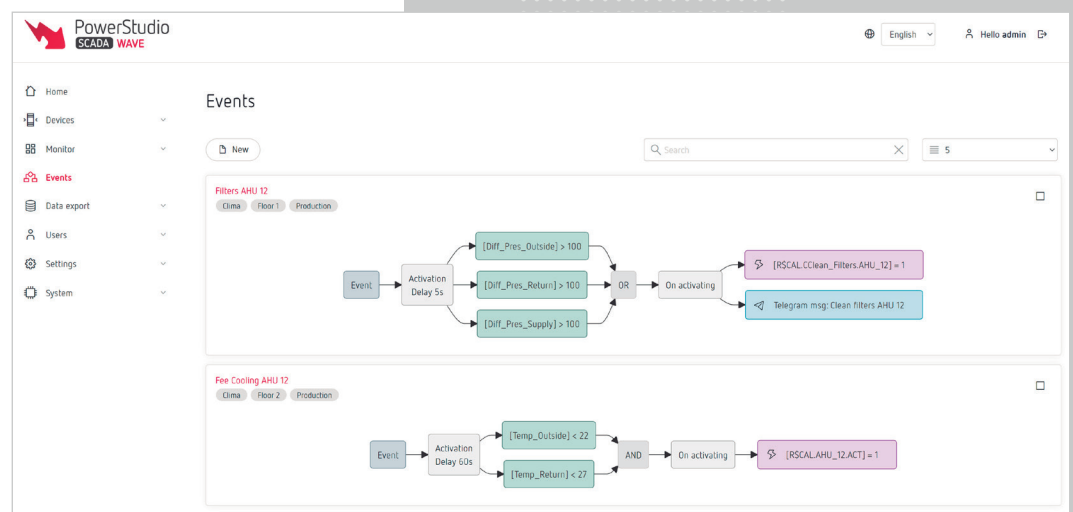 PowerStudio
SCADA WAVE
English
Hello admin
Home
Devices
Monitor
Events
Data export
Users
Settings
System
Events
New
Search
5
Filters AHU 12
Clima Floor 1 Production
Event
Activation
Delay 5s
[Diff_Pres_Outside] > 100
[Diff_Pres_Return] > 100
[Diff_Pres_Supply] > 100
OR
On activating
[RSCAL.CClean_Filters.AHU_12] = 1
Telegram msg: Clean filters AHU 12
Fee Cooling AHU 12
Clima Floor 2 Production
Event
Activation
Delay 60s
[Temp_Outside] < 22
[Temp_Return] < 27
AND
On activating
[RSCAL.AHU_12.ACT] = 1